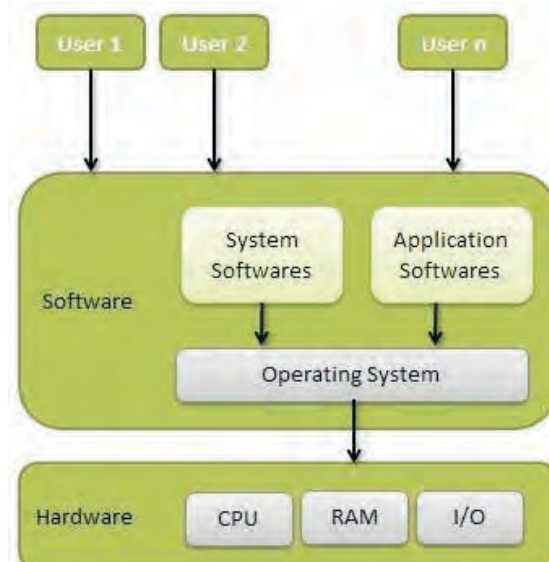 User 1
User 2
User n
System
Softwares
Application
Softwares
Software
Operating System
Hardware
CPU
RAM
I/O